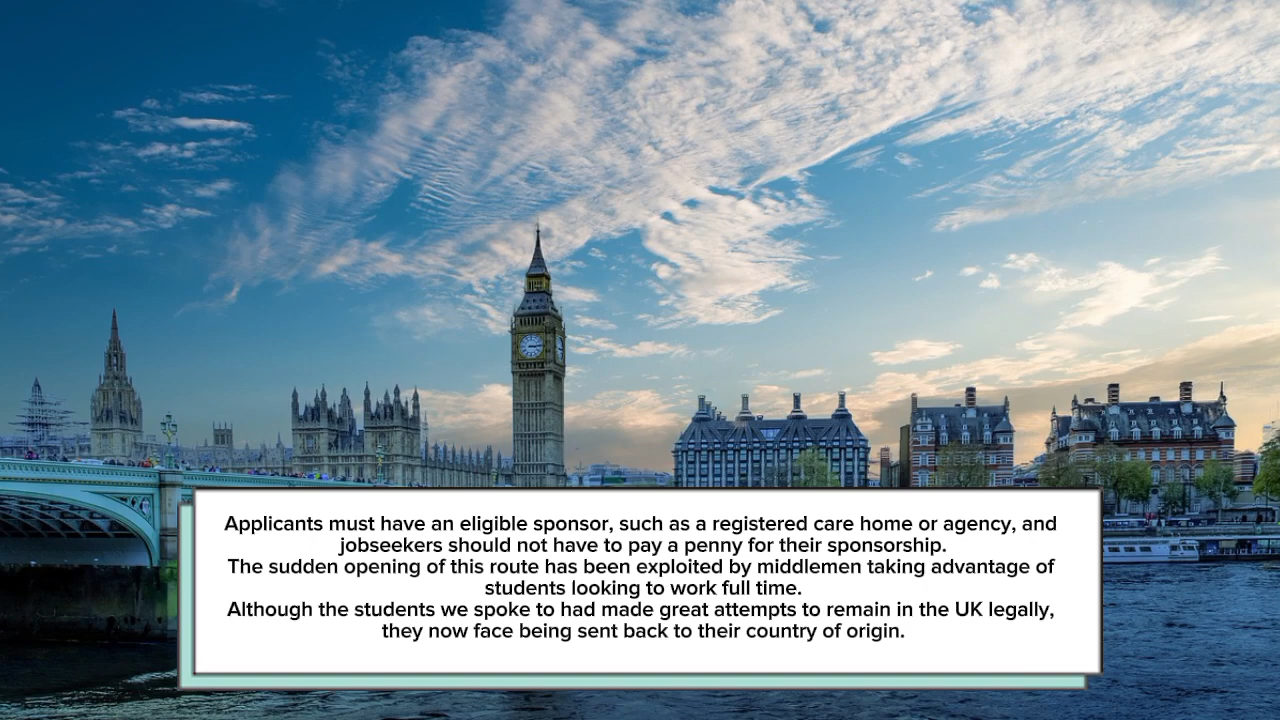 Applicants must have an eligible sponsor, such as a registered care home or agency, and
jobseekers should not have to pay a penny for their sponsorship.
The sudden opening of this route has been exploited by middlemen taking advantage of
students looking to work full time.
Although the students we spoke to had made great attempts to remain in the UK legally,
they now face being sent back to their country of origin.